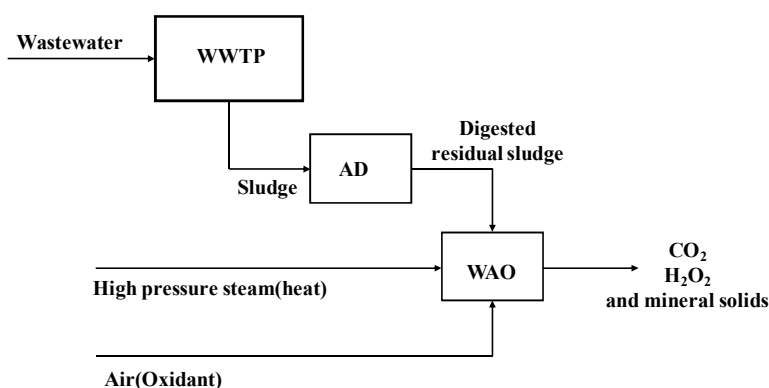 Wastewater
WWTP
Digested
residual sludge
Sludge
AD
CO₂
H₂O₂
and mineral solids
WAO
High pressure steam(heat)
Air(Oxidant)